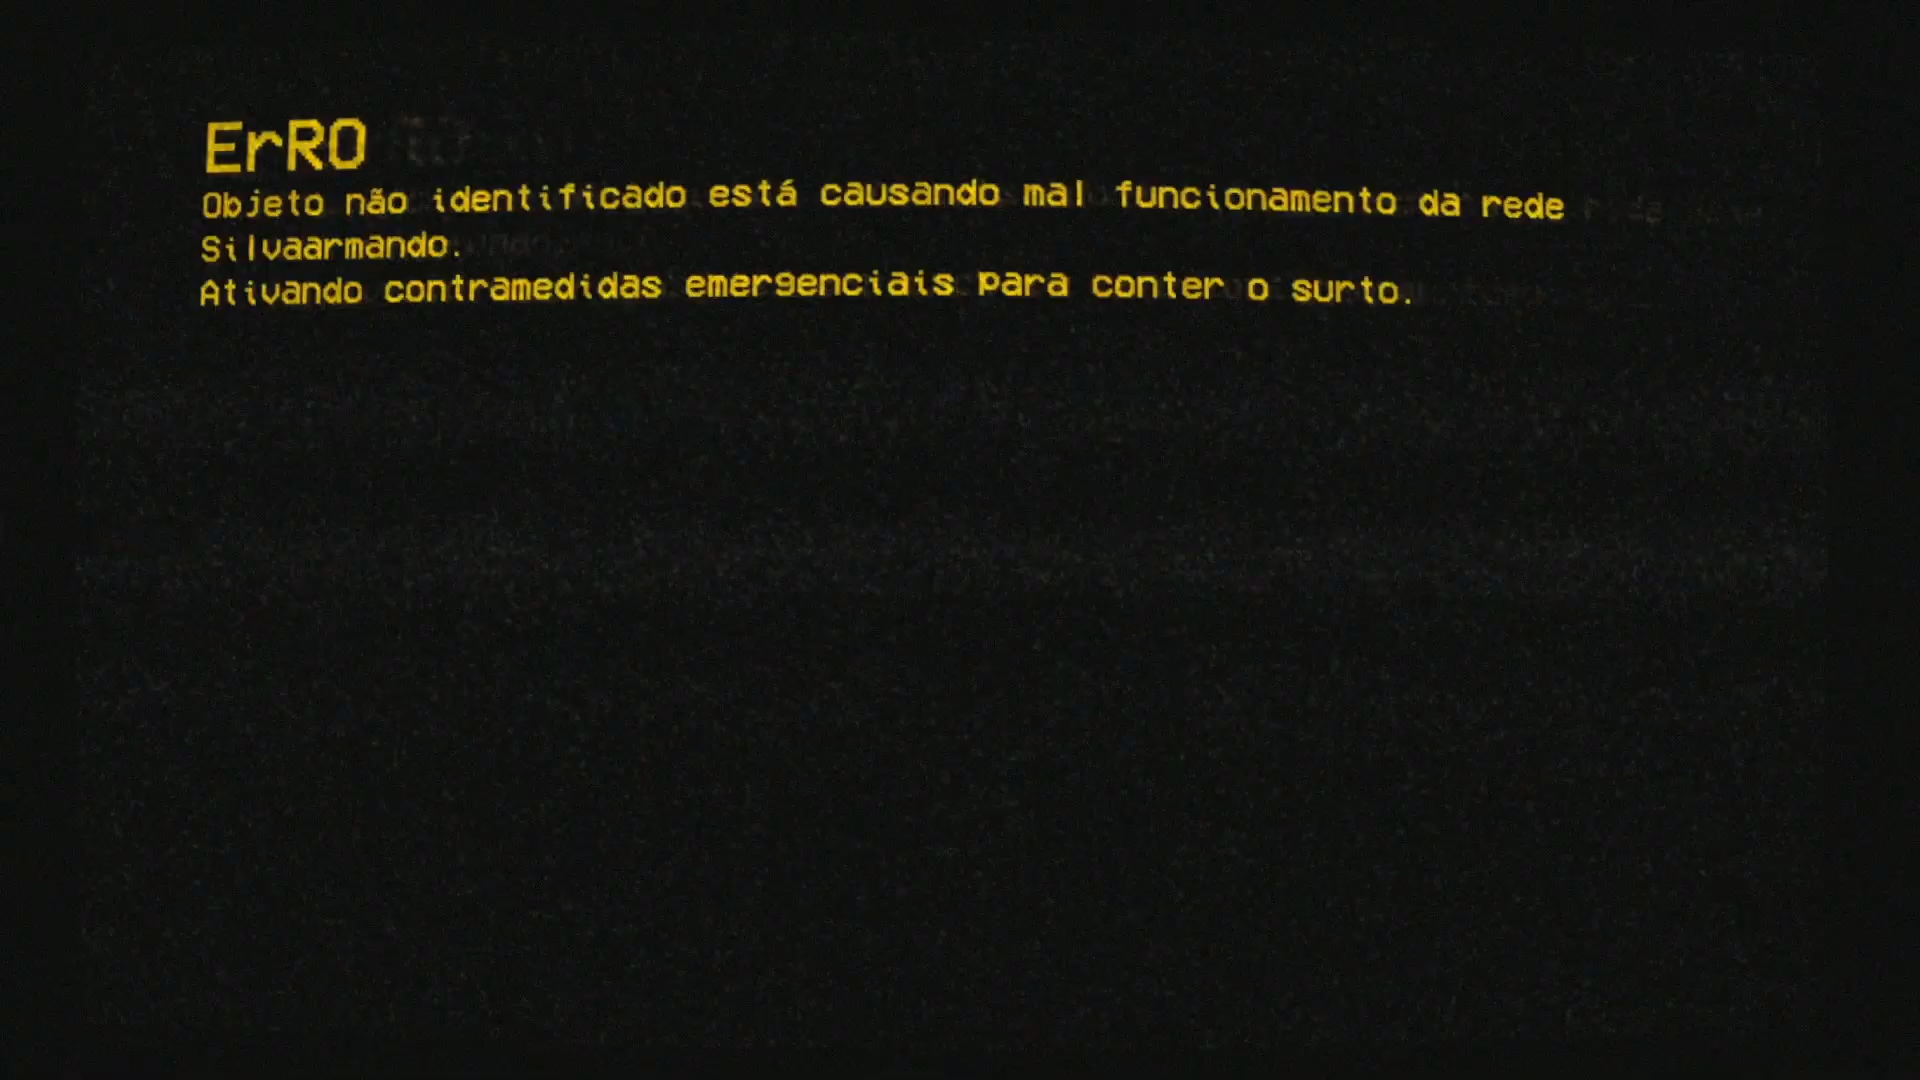 ErRO
Objeto não identificado está causando mal funcionamento da rede
Silvaarmando.
Ativando contramedidas emergenciais para conter o surto.